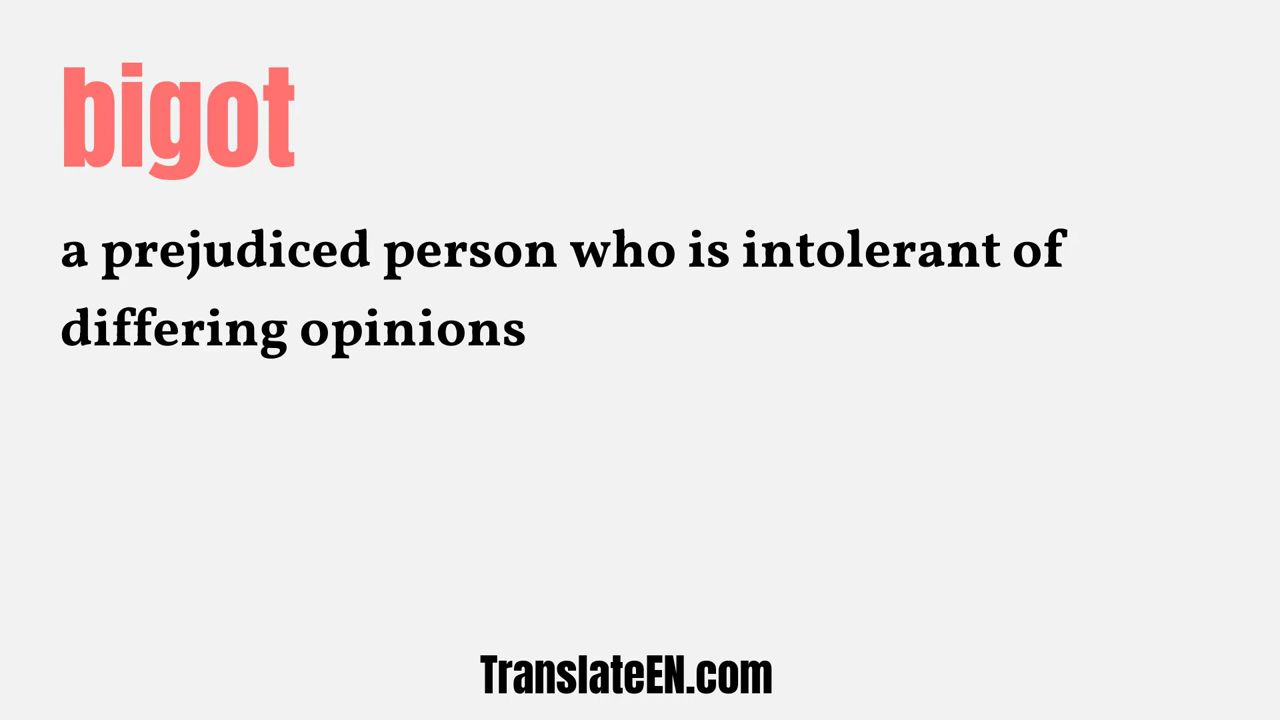 bigot
a prejudiced person who is intolerant of
differing opinions
TranslateEN.com